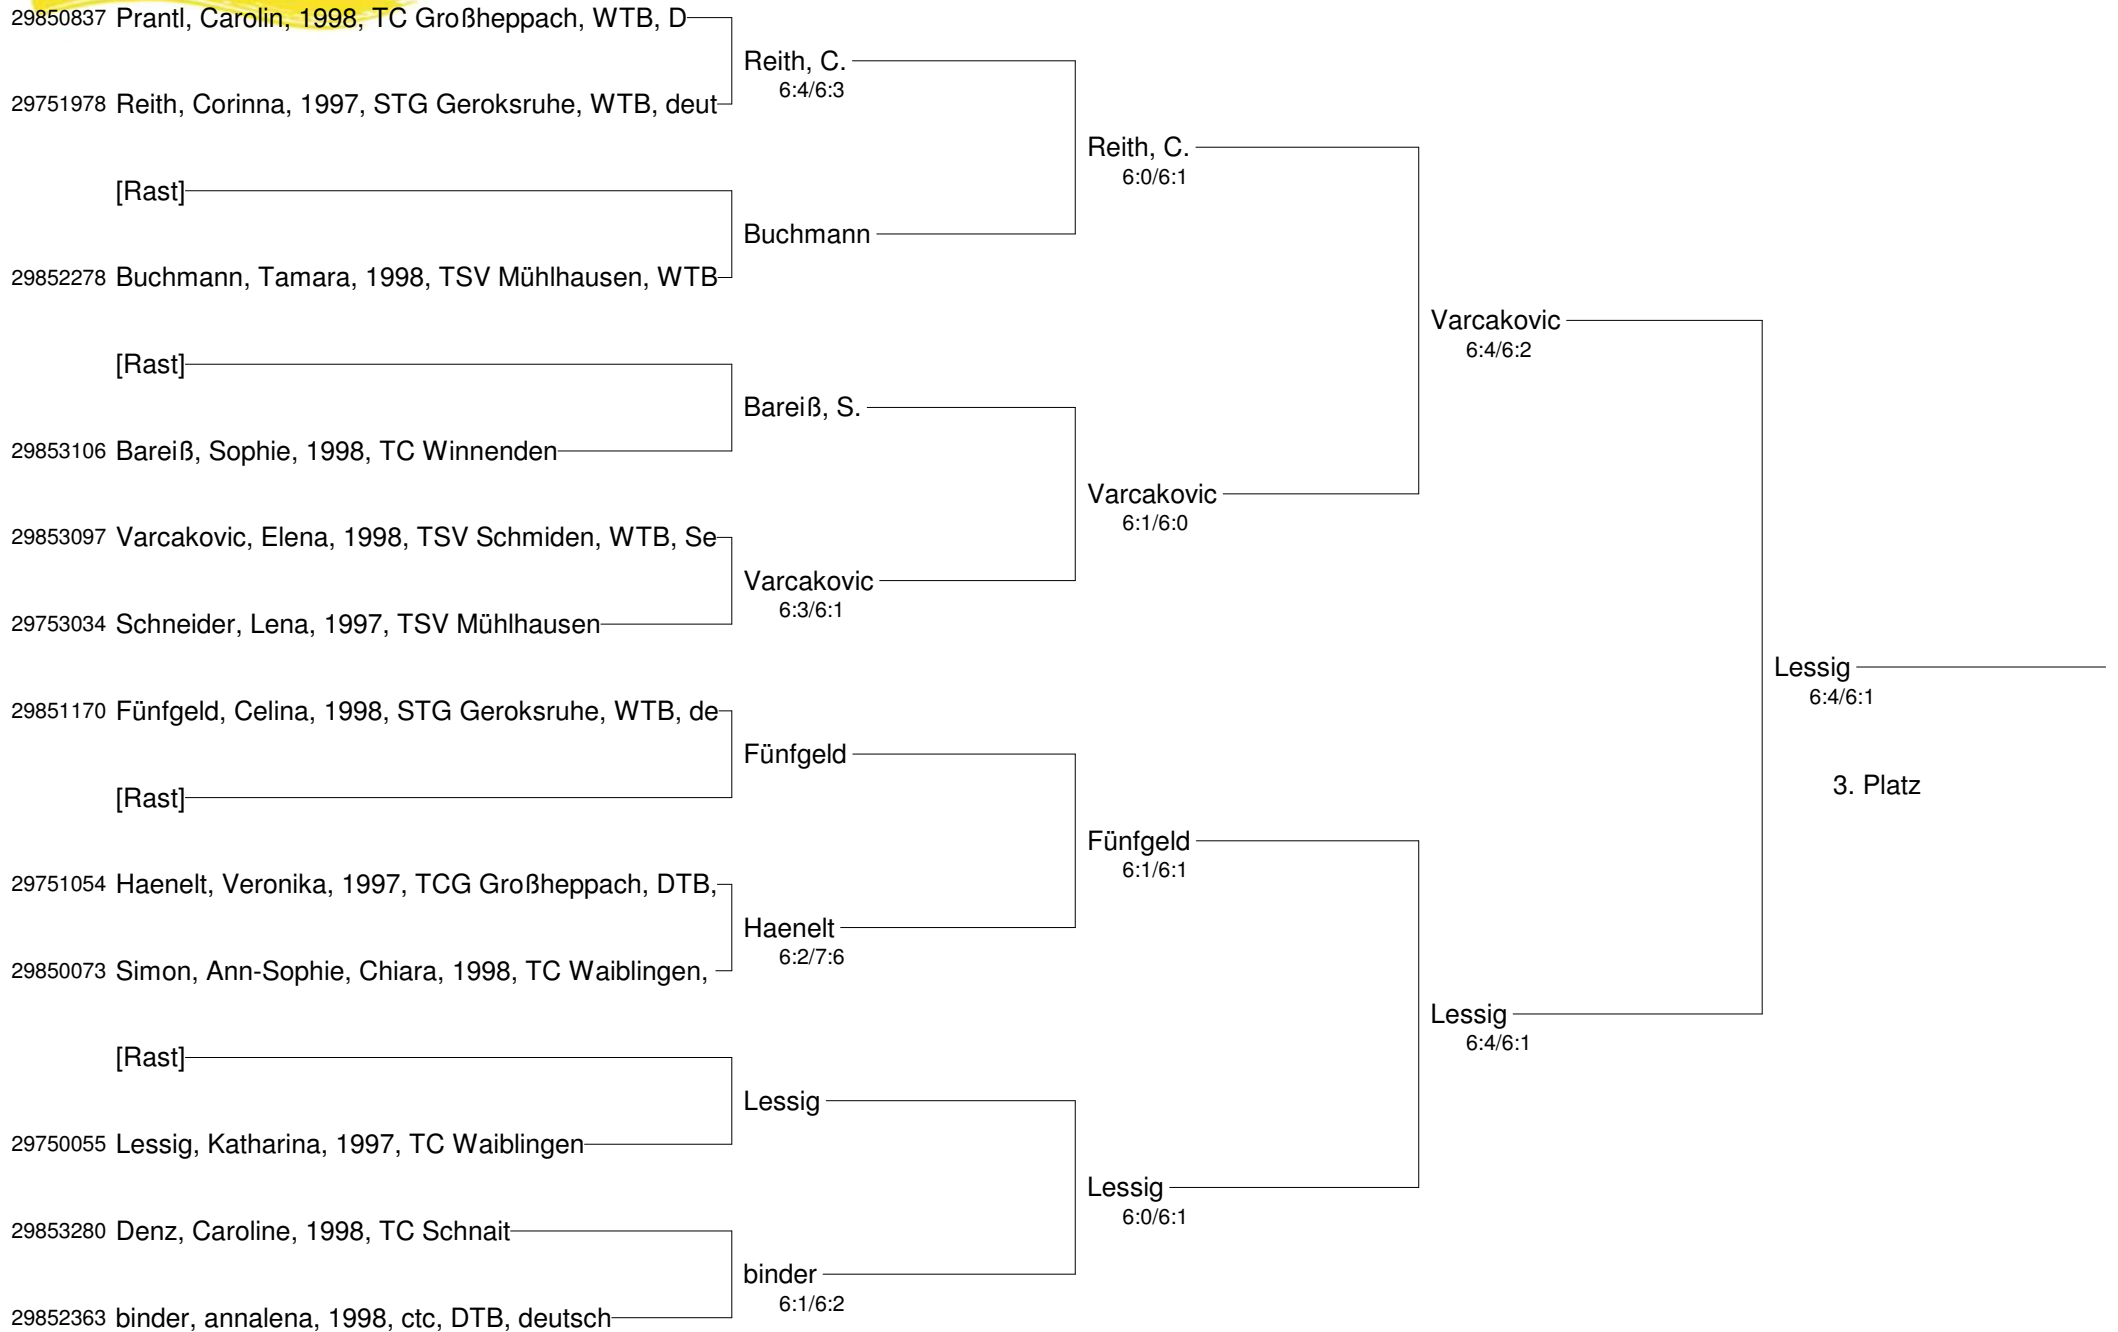 29850837 Prantl, Carolin, 1998, TC Großheppach, WTB, D
Reith, C.
6:4/6:3
29751978 Reith, Corinna, 1997, STG Geroksruhe, WTB, deut
Reith, C.
6:0/6:1
[Rast]
Buchmann
29852278 Buchmann, Tamara, 1998, TSV Mühlhausen, WTB
Varcakovic
6:4/6:2
[Rast]
Bareiß, S.
29853106 Bareiß, Sophie, 1998, TC Winnenden
Varcakovic
6:1/6:0
29853097 Varcakovic, Elena, 1998, TSV Schmiden, WTB, Se
Varcakovic
6:3/6:1
29753034 Schneider, Lena, 1997, TSV Mühlhausen
Lessig
6:4/6:1
29851170 Fünfgeld, Celina, 1998, STG Geroksruhe, WTB, de
Fünfgeld
3. Platz
[Rast]
Fünfgeld
6:1/6:1
29751054 Haenelt, Veronika, 1997, TCG Großheppach, DTB,
Haenelt
6:2/7:6
29850073 Simon, Ann-Sophie, Chiara, 1998, TC Waiblingen,
Lessig
6:4/6:1
[Rast]
Lessig
29750055 Lessig, Katharina, 1997, TC Waiblingen
Lessig
6:0/6:1
29853280 Denz, Caroline, 1998, TC Schnait
binder
6:1/6:2
29852363 binder, annalena, 1998, ctc, DTB, deutsch